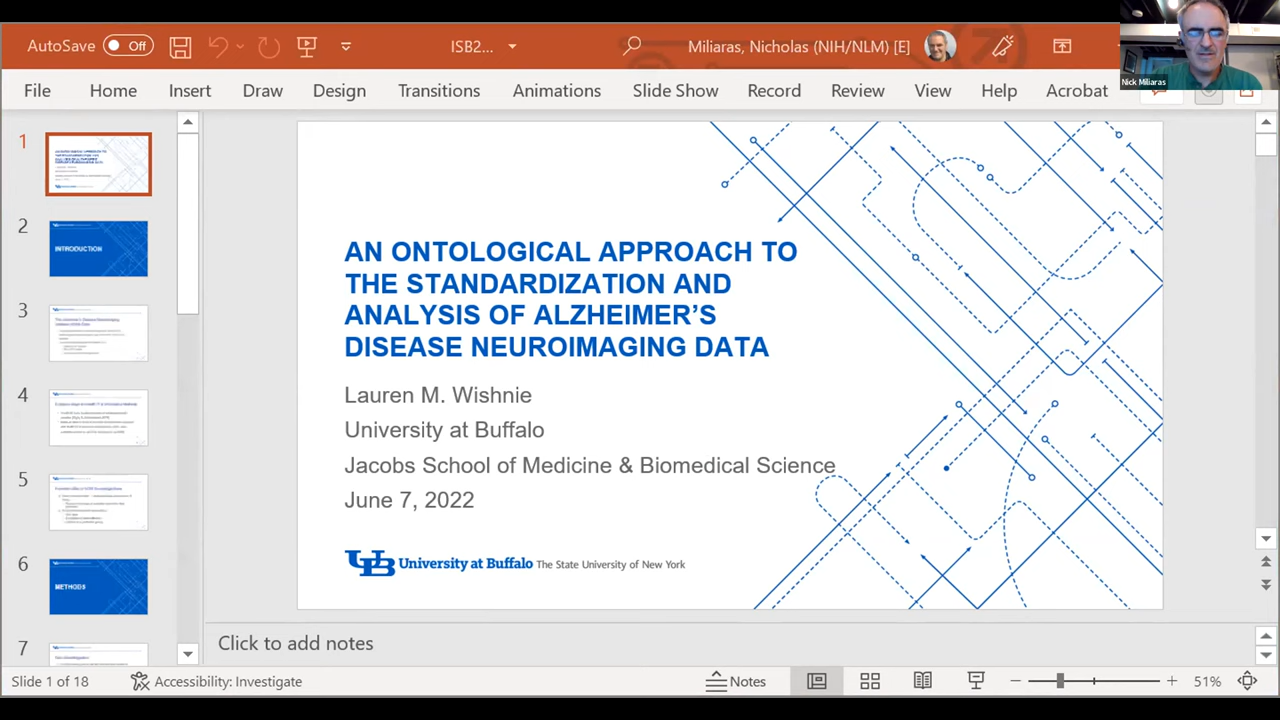 AutoSave Off ISB2... Miliaras, Nicholas (NIH/NLM) [E]
Nick Miliaras
File Home Insert Draw Design Transitions Animations Slide Show Record Review View Help Acrobat
1
2
INTRODUCTION
3
4
5
6
METHODS
7
AN ONTOLOGICAL APPROACH TO
THE STANDARDIZATION AND
ANALYSIS OF ALZHEIMER'S
DISEASE NEUROIMAGING DATA
Lauren M. Wishnie
University at Buffalo
Jacobs School of Medicine & Biomedical Science
June 7, 2022
UB University at Buffalo The State University of New York
Click to add notes
Slide 1 of 18 Accessibility: Investigate Notes 51%